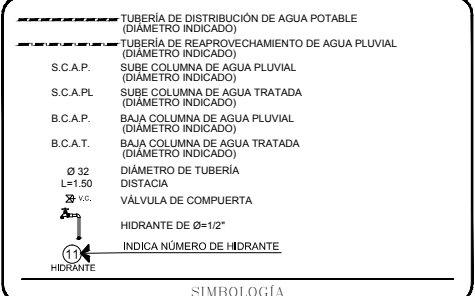 TUBERÍA DE DISTRIBUCIÓN DE AGUA POTABLE
(DIÁMETRO INDICADO)
TUBERÍA DE REAPROVECHAMIENTO DE AGUA PLUVIAL
(DIÁMETRO INDICADO)
S.C.A.P. SUBE COLUMNA DE AGUA PLUVIAL
(DIÁMETRO INDICADO)
S.C.A.PL SUBE COLUMNA DE AGUA TRATADA
(DIÁMETRO INDICADO)
B.C.A.P. BAJA COLUMNA DE AGUA PLUVIAL
(DIÁMETRO INDICADO)
B.C.A.T. BAJA COLUMNA DE AGUA TRATADA
(DIÁMETRO INDICADO)
Ø 32 DIÁMETRO DE TUBERÍA
L=1.50 DISTACIA
V.C. VÁLVULA DE COMPUERTA
HIDRANTE DE Ø=1/2"
11 INDICA NÚMERO DE HIDRANTE
HIDRANTE
SIMBOLOGÍA